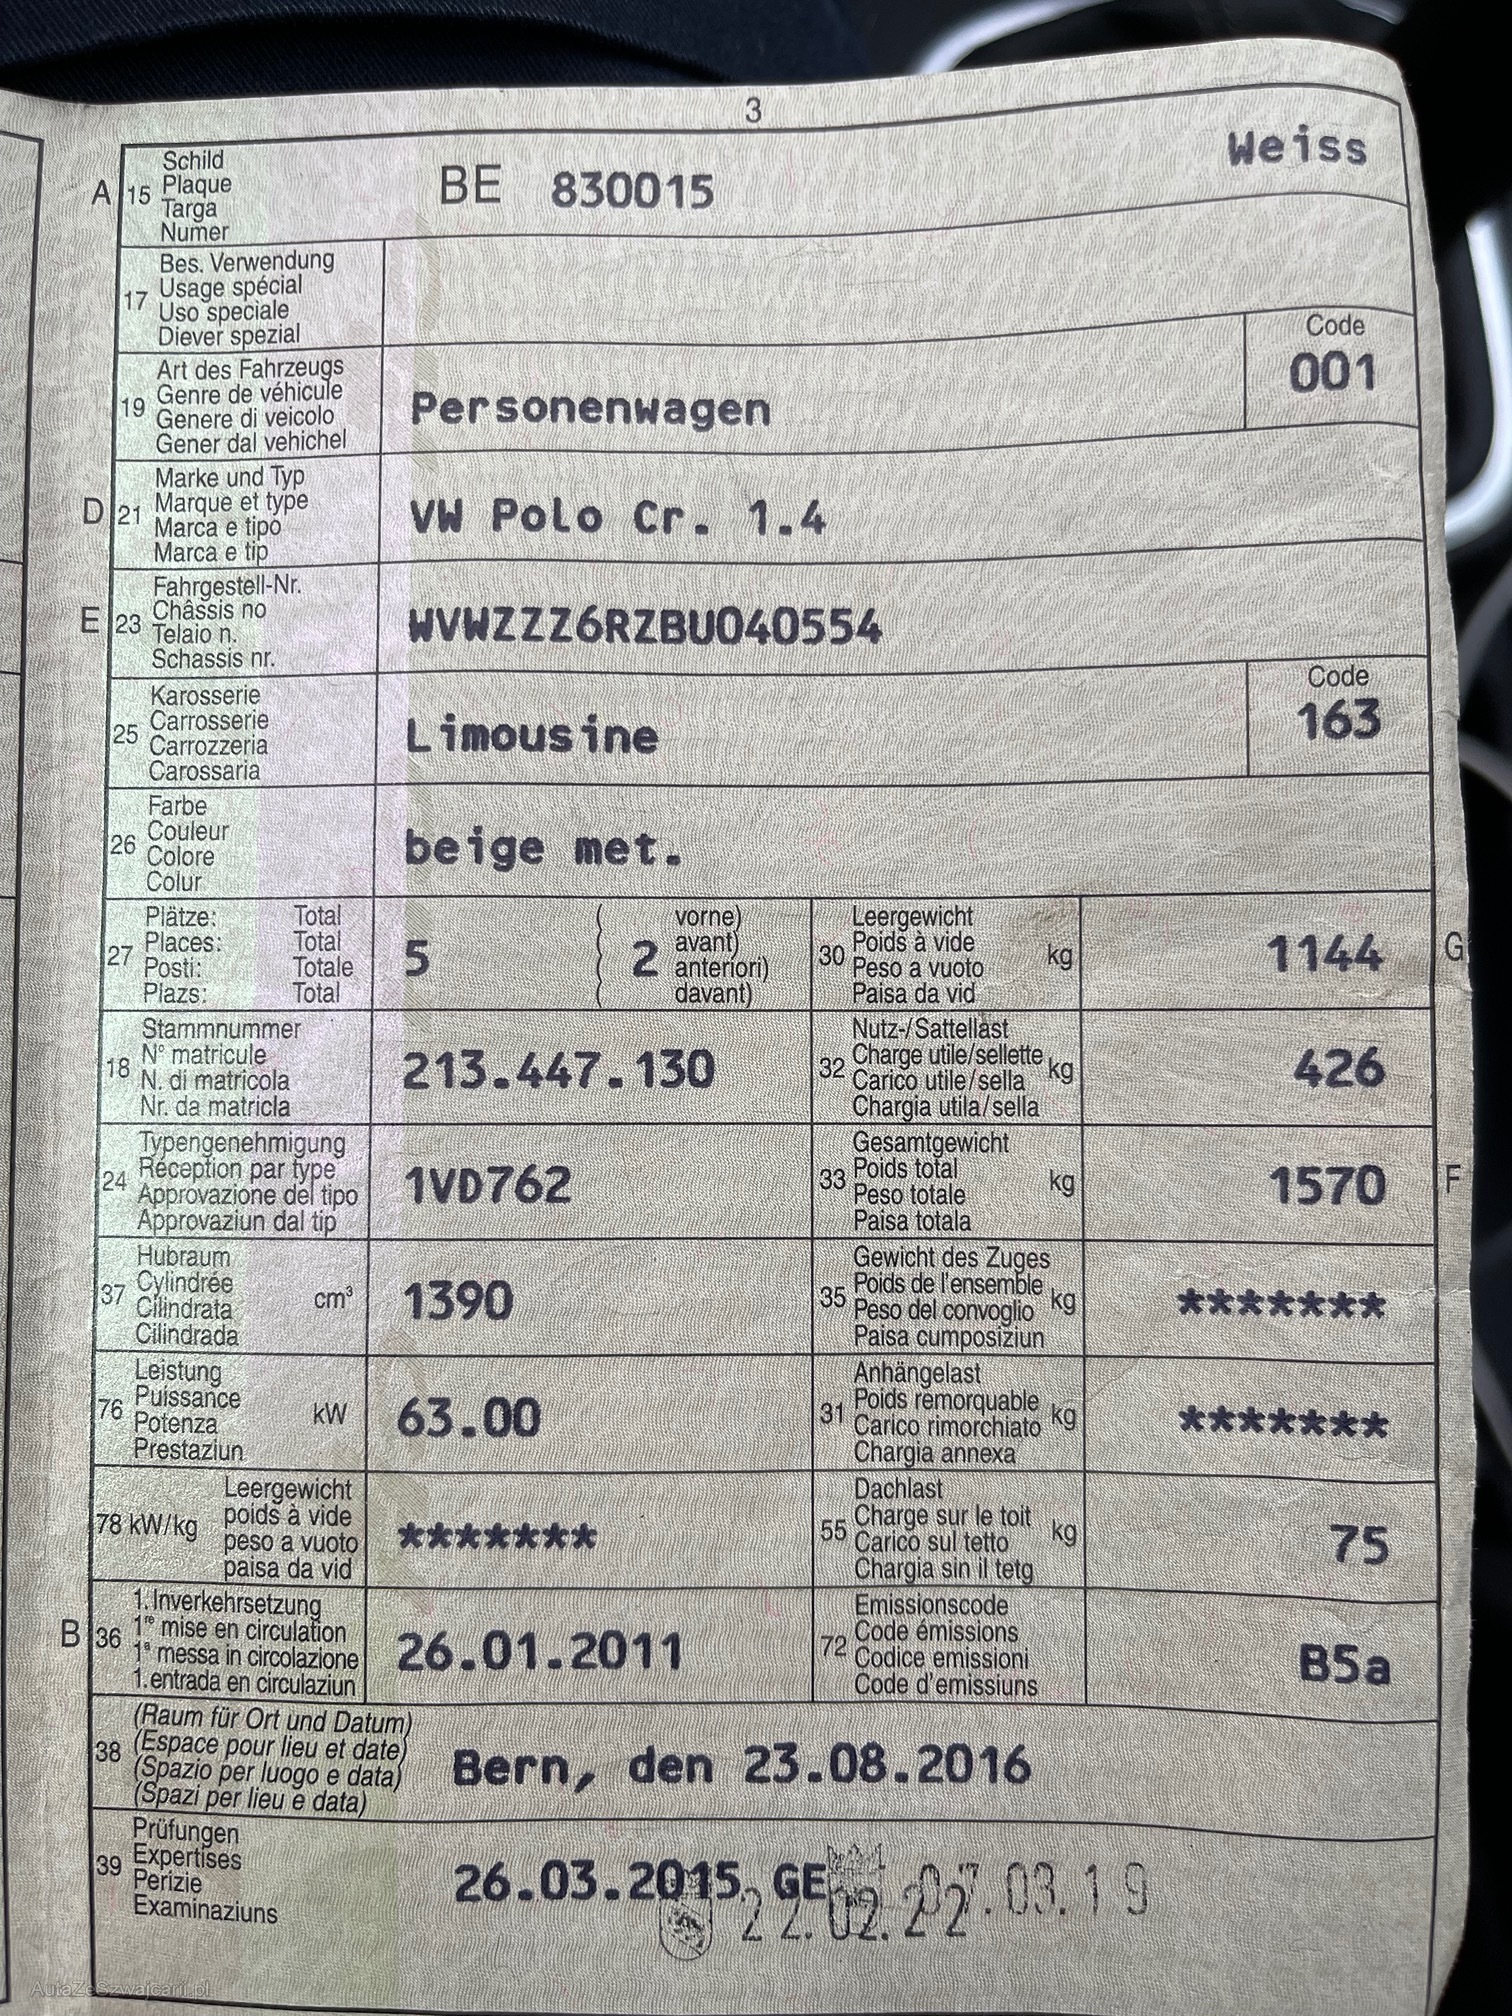 3
A 15 Schild
Plaque
Targa
Numer
BE 830015 Weiss
17 Bes. Verwendung
Usage spécial
Uso speciale
Diever spezial
19 Art des Fahrzeugs
Genre de véhicule
Genere di veicolo
Gener dal vehichel
Personenwagen
Code
001
D 21 Marke und Typ
Marque et type
Marca e tipo
Marca e tip
VW Polo Cr. 1.4
E 23 Fahrgestell-Nr.
Châssis no
Telaio n.
Schassis nr.
WVWZZZ6RZBU040554
25 Karosserie
Carrosserie
Carrozzeria
Carossaria
Limousine
Code
163
26 Farbe
Couleur
Colore
Colur
beige met.
27 Plätze: Total
Places: Total
Posti: Totale
Plazs: Total
5
2
vorne)
avant)
anteriori)
davant)
30 Leergewicht
Poids à vide
Peso a vuoto
Paisa da vid
kg
1144 G
18 Stammnummer
N° matricule
N. di matricola
Nr. da matricla
213.447.130
32 Nutz-/Sattellast
Charge utile/sellette
Carico utile/sella
Chargia utila/sella
kg
426
24 Typengenehmigung
Réception par type
Approvazione del tipo
Approvaziun dal tip
1VD762
33 Gesamtgewicht
Poids total
Peso totale
Paisa totala
kg
1570 F
37 Hubraum
Cylindrée
Cilindrata
Cilindrada
cm³
1390
35 Gewicht des Zuges
Poids de l'ensemble
Peso del convoglio
Paisa cumposiziun
kg
*******
76 Leistung
Puissance
Potenza
Prestaziun
kW
63.00
31 Anhängelast
Poids remorquable
Carico rimorchiato
Chargia annexa
kg
*******
78 kW/kg Leergewicht
poids à vide
peso a vuoto
paisa da vid
*******
55 Dachlast
Charge sur le toit
Carico sul tetto
Chargia sin il tetg
kg
75
B 36 1.Inverkehrsetzung
1re mise en circulation
1a messa in circolazione
1.entrada en circulaziun
26.01.2011
72 Emissionscode
Code émissions
Codice emissioni
Code d'emissiuns
B5a
38 (Raum für Ort und Datum)
(Espace pour lieu et date)
(Spazio per luogo e data)
(Spazi per lieu e data)
Bern, den 23.08.2016
39 Prüfungen
Expertises
Perizie
Examinaziuns
26.03.2015, GE
07.03.19
22.02.22
AutaZeSzwajcarii.pl